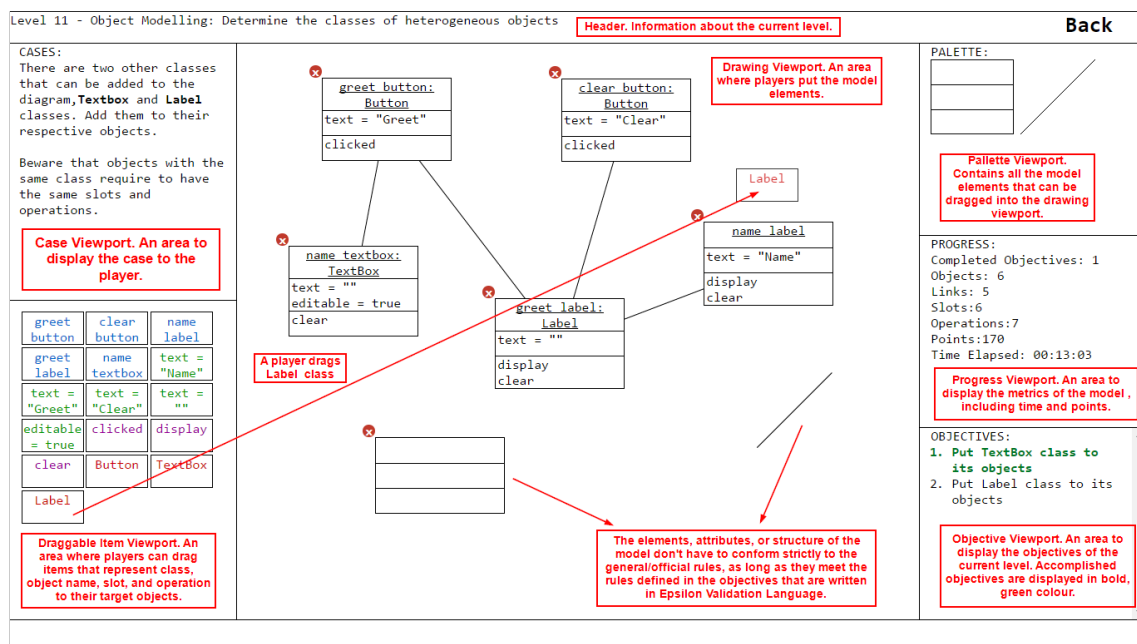 Level 11 - Object Modelling: Determine the classes of heterogeneous objects
Header. Information about the current level.
Back
CASES:
There are two other classes
that can be added to the
diagram,Textbox and Label
classes. Add them to their
respective objects.
Beware that objects with the
same class require to have
the same slots and
operations.
Case Viewport. An area to
display the case to the
player.
greet
button
clear
button
name
label
greet
label
name
textbox
text =
"Name"
text =
"Greet"
text =
"Clear"
text =
""
editable
= true
clicked
display
clear
Button
TextBox
Label
Draggable Item Viewport. An
area where players can drag
items that represent class,
object name, slot, and operation
to their target objects.
greet button:
Button
text = "Greet"
clicked
clear button:
Button
text = "Clear"
clicked
Drawing Viewport. An area
where players put the model
elements.
Label
name textbox:
TextBox
text = ""
editable = true
clear
name label
text = "Name"
display
clear
greet label:
Label
text = ""
display
clear
A player drags
Label class
The elements, attributes, or structure of the
model don't have to conform strictly to the
general/official rules, as long as they meet the
rules defined in the objectives that are written
in Epsilon Validation Language.
PALETTE:
Pallette Viewport.
Contains all the model
elements that can be
dragged into the drawing
viewport.
PROGRESS:
Completed Objectives: 1
Objects: 6
Links: 5
Slots:6
Operations:7
Points:170
Time Elapsed: 00:13:03
Progress Viewport. An area to
display the metrics of the model ,
including time and points.
OBJECTIVES:
1. Put TextBox class to
its objects
2. Put Label class to its
objects
Objective Viewport. An area to
display the objectives of the
current level. Accomplished
objectives are displayed in bold,
green colour.